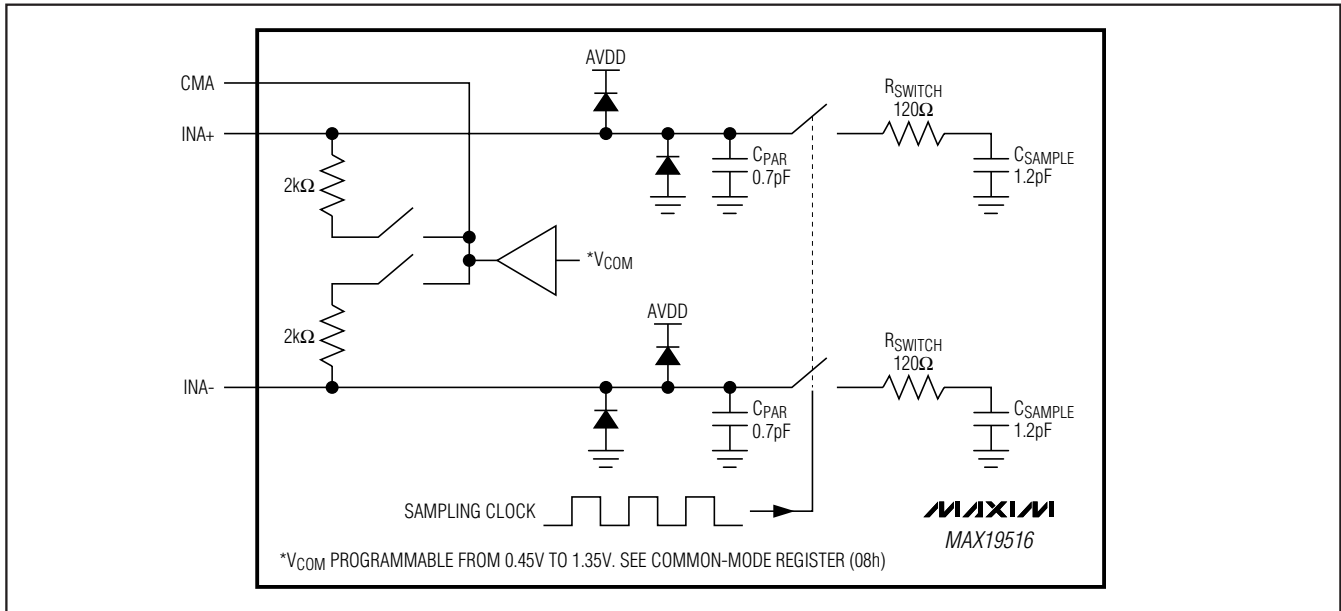 AVDD
CMA
RSWITCH
120Ω
INA+
2kΩ
CPAR
0.7pF
CSAMPLE
1.2pF
*VCOM
AVDD
2kΩ
RSWITCH
120Ω
INA-
CPAR
0.7pF
CSAMPLE
1.2pF
SAMPLING CLOCK
MAXIM
MAX19516
*VCOM PROGRAMMABLE FROM 0.45V TO 1.35V. SEE COMMON-MODE REGISTER (08h)